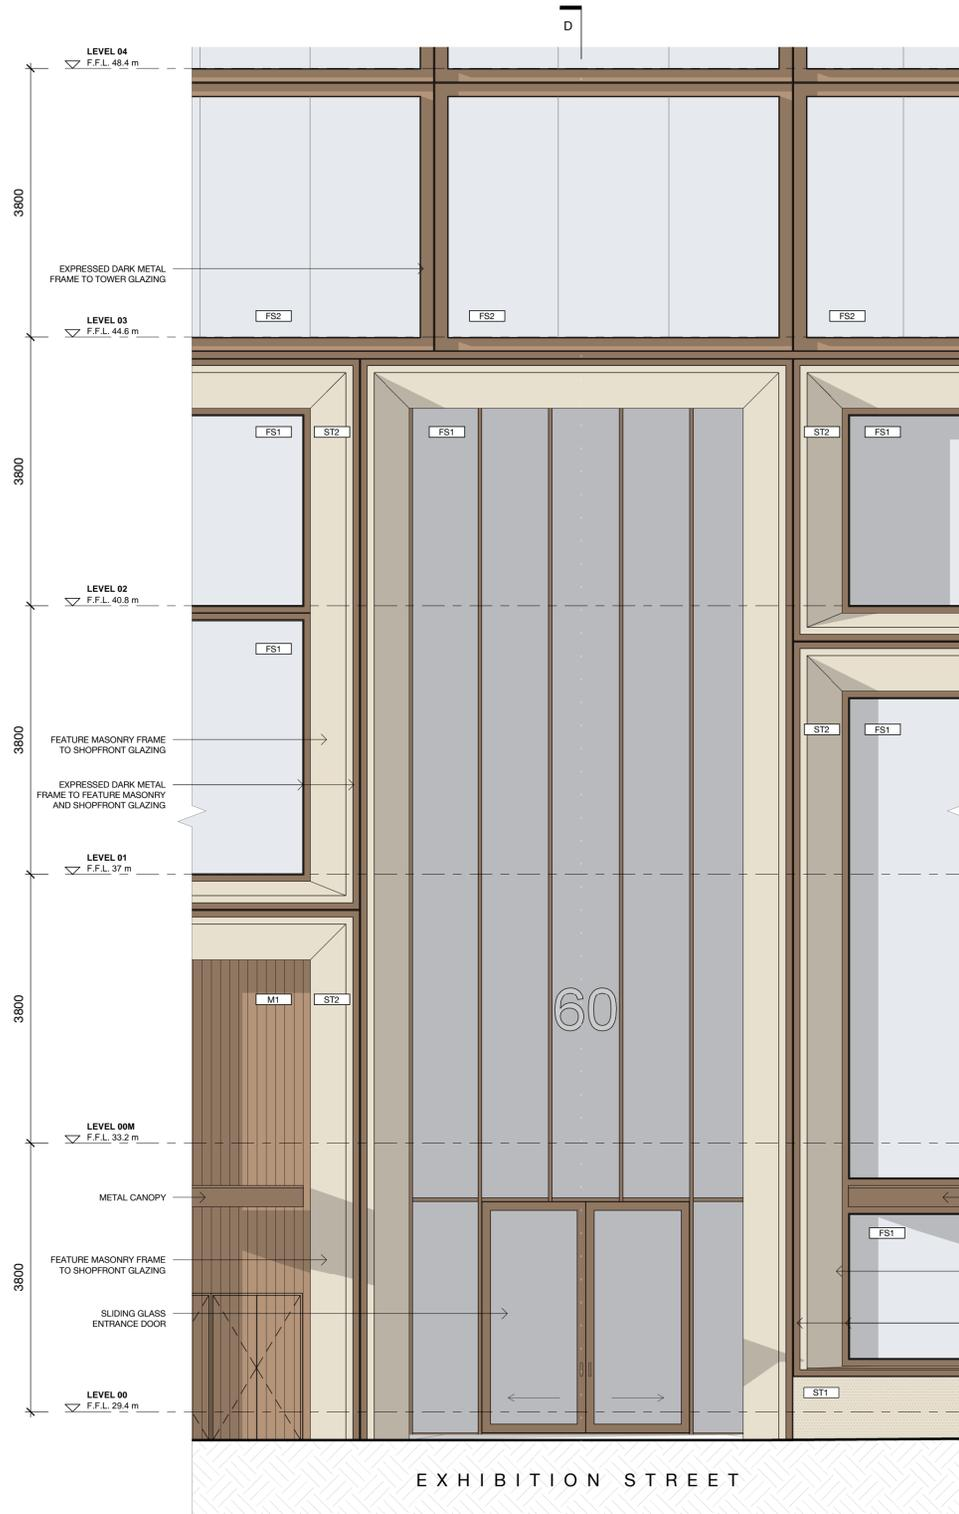 D
LEVEL 04
F.F.L. 48.4 m
3800
EXPRESSED DARK METAL
FRAME TO TOWER GLAZING
FS2
FS2
FS2
LEVEL 03
F.F.L. 44.6 m
FS1
ST2
FS1
ST2
FS1
3800
LEVEL 02
F.F.L. 40.8 m
FS1
ST2
FS1
3800
FEATURE MASONRY FRAME
TO SHOPFRONT GLAZING
EXPRESSED DARK METAL
FRAME TO FEATURE MASONRY
AND SHOPFRONT GLAZING
LEVEL 01
F.F.L. 37 m
M1
ST2
3800
60
LEVEL 00M
F.F.L. 33.2 m
METAL CANOPY
FS1
FEATURE MASONRY FRAME
TO SHOPFRONT GLAZING
3800
SLIDING GLASS
ENTRANCE DOOR
ST1
LEVEL 00
F.F.L. 29.4 m
EXHIBITION STREET